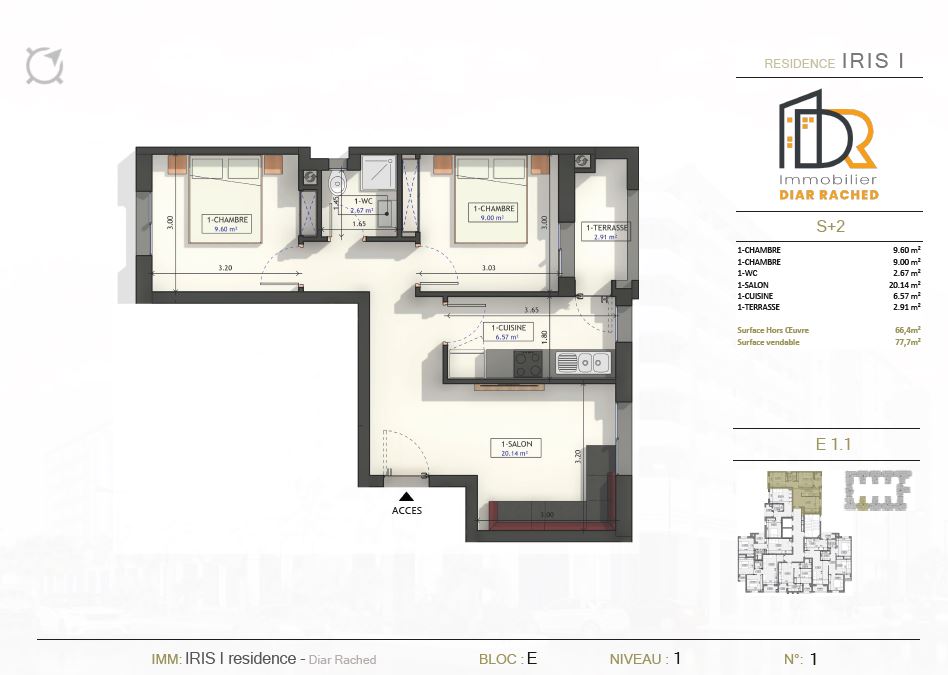 RESIDENCE IRIS I
DR
Immobilier
DIAR RACHED
S+2
1-CHAMBRE 9.60 m²
1-CHAMBRE 9.00 m²
1-WC 2.67 m²
1-SALON 20.14 m²
1-CUISINE 6.57 m²
1-TERRASSE 2.91 m²
Surface Hors Œuvre 66,4m²
Surface vendable 77,7m²
E 1.1
1-CHAMBRE
9.60 m²
3.00
3.20
1-WC
2.67 m²
1.45
1.65
1-CHAMBRE
9.00 m²
3.00
3.03
1-TERRASSE
2.91 m²
3.65
1-CUISINE
6.57 m²
1.80
1-SALON
20.14 m²
3.20
3.00
ACCES
IMM: IRIS I residence - Diar Rached BLOC : E NIVEAU : 1 N°: 1